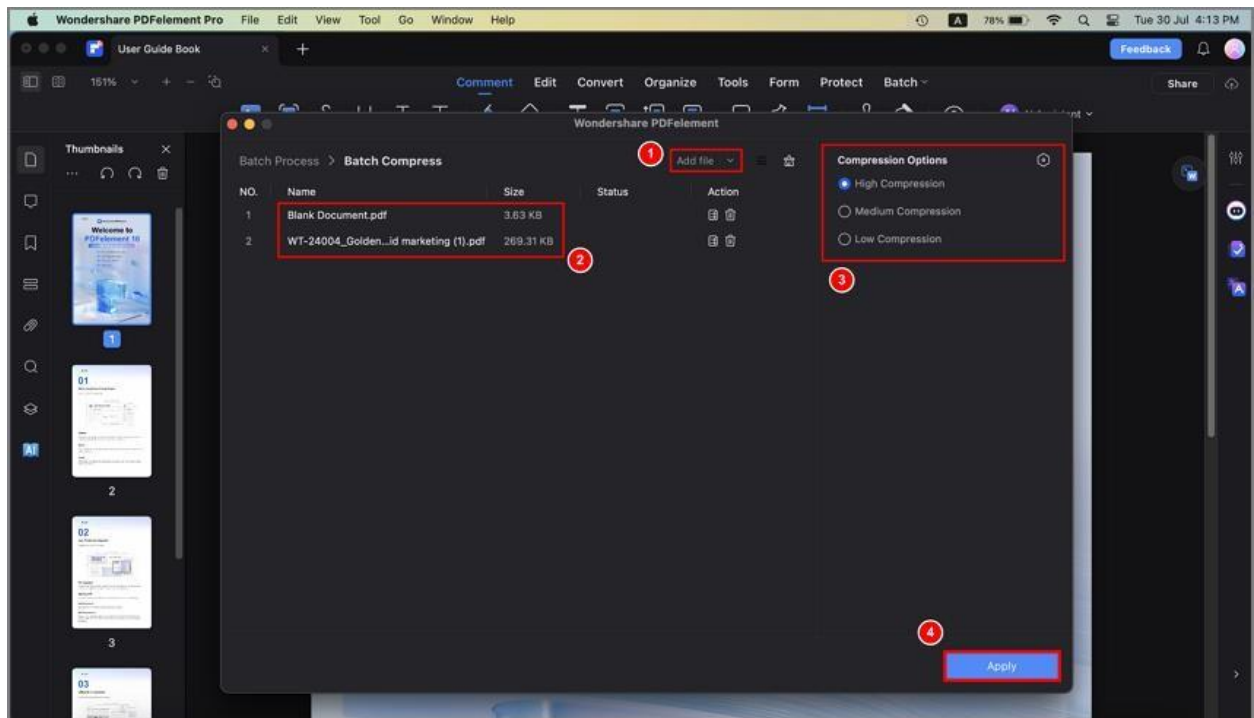 Wondershare PDFelement Pro File Edit View Tool Go Window Help A 78% Tue 30 Jul 4:13 PM
User Guide Book × + Feedback
161% + − Comment Edit Convert Organize Tools Form Protect Batch Share
Wondershare PDFelement
Thumbnails ×
Batch Process > Batch Compress 1 Add file Compression Options
NO. Name Size Status Action High Compression
1 Blank Document.pdf 3.63 KB Medium Compression
2 WT-24004_Golden...id marketing (1).pdf 269.31 KB Low Compression
2
3
Welcome to
PDFelement 10
1
01
AI
2
02
3
03
4
Apply